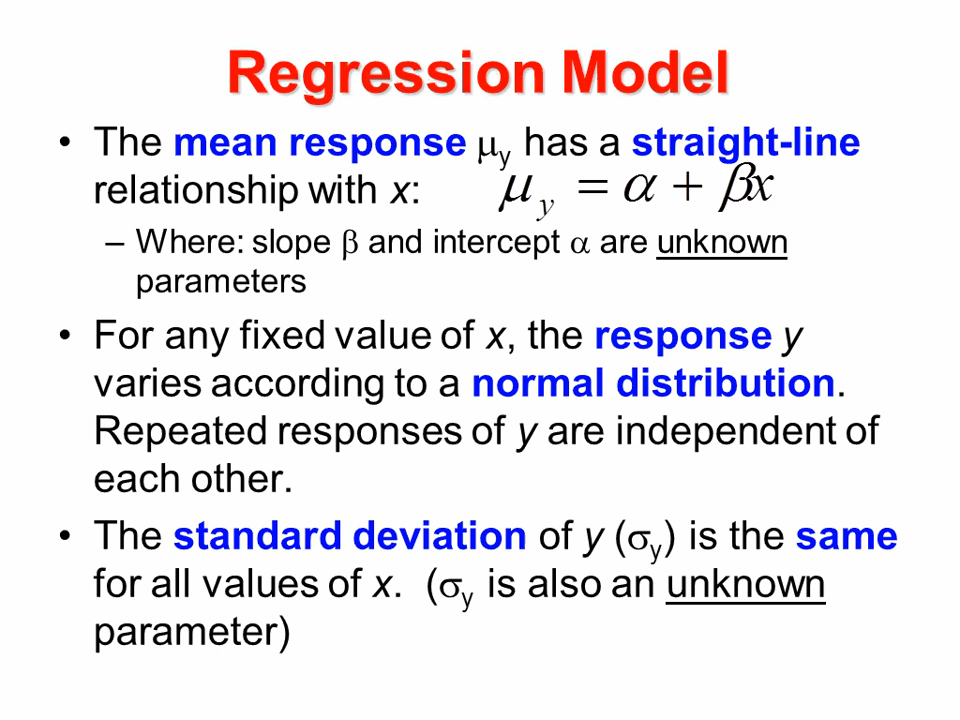 Regression Model
• The mean response μy has a straight-line
relationship with x: μy = α + βx
– Where: slope β and intercept α are unknown
parameters
• For any fixed value of x, the response y
varies according to a normal distribution.
Repeated responses of y are independent of
each other.
• The standard deviation of y (σy) is the same
for all values of x. (σy is also an unknown
parameter)